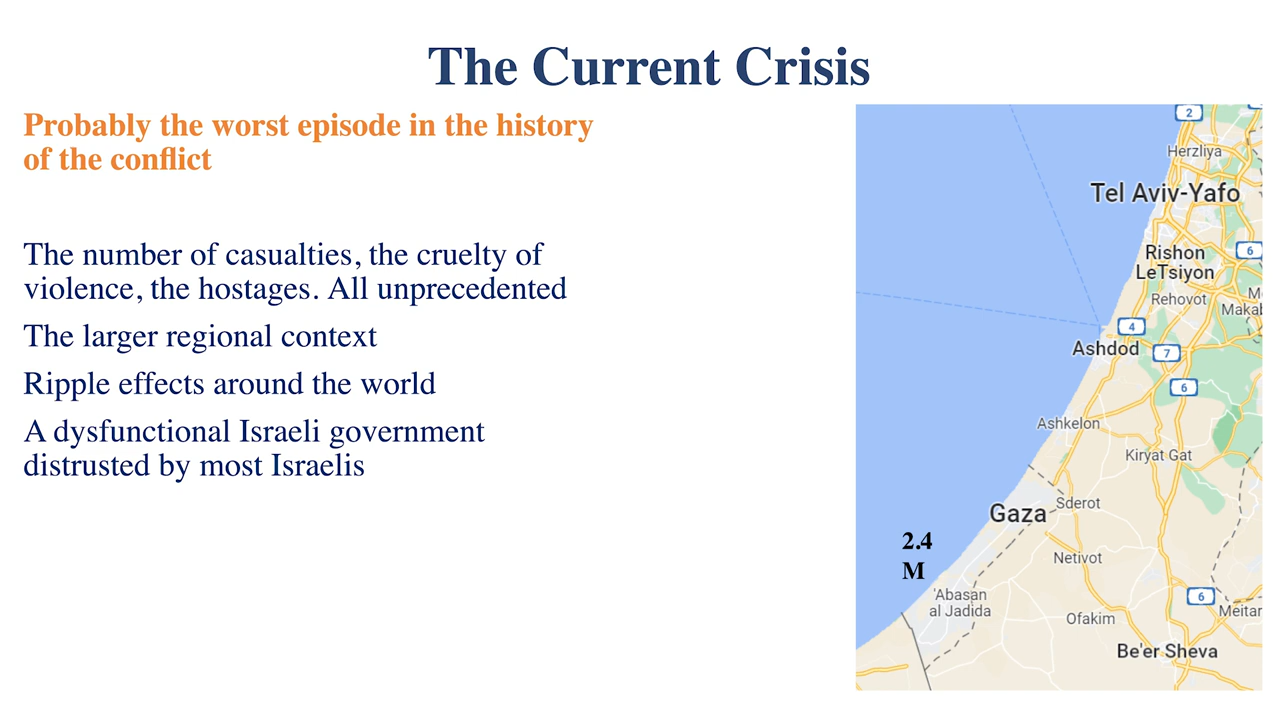 The Current Crisis
Probably the worst episode in the history
of the conflict
The number of casualties, the cruelty of
violence, the hostages. All unprecedented
The larger regional context
Ripple effects around the world
A dysfunctional Israeli government
distrusted by most Israelis
2
Herzliya
Tel Aviv-Yafo
Rishon
LeTsiyon
6
Rehovot
Makab
4
Ashdod
7
6
Ashkelon
Kiryat Gat
Gaza
Sderot
2.4
M
Netivot
'Abasan
al Jadida
6
Meitar
Ofakim
Be'er Sheva